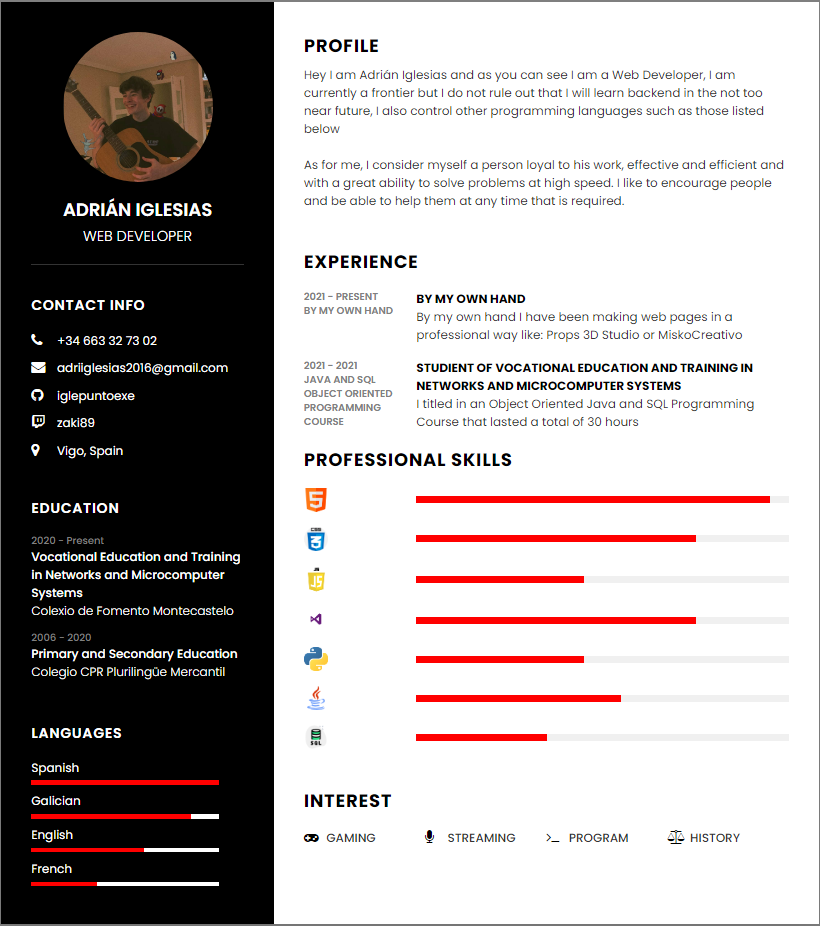 ADRIÁN IGLESIAS
WEB DEVELOPER
CONTACT INFO
+34 663 32 73 02
adriiglesias2016@gmail.com
iglepuntoexe
zaki89
Vigo, Spain
EDUCATION
2020 - Present
Vocational Education and Training
in Networks and Microcomputer
Systems
Colexio de Fomento Montecastelo
2006 - 2020
Primary and Secondary Education
Colegio CPR Plurilingüe Mercantil
LANGUAGES
Spanish
Galician
English
French
PROFILE
Hey I am Adrián Iglesias and as you can see I am a Web Developer, I am
currently a frontier but I do not rule out that I will learn backend in the not too
near future, I also control other programming languages such as those listed
below
As for me, I consider myself a person loyal to his work, effective and efficient and
with a great ability to solve problems at high speed. I like to encourage people
and be able to help them at any time that is required.
EXPERIENCE
2021 - PRESENT
BY MY OWN HAND
BY MY OWN HAND
By my own hand I have been making web pages in a
professional way like: Props 3D Studio or MiskoCreativo
2021 - 2021
JAVA AND SQL
OBJECT ORIENTED
PROGRAMMING
COURSE
STUDIENT OF VOCATIONAL EDUCATION AND TRAINING IN
NETWORKS AND MICROCOMPUTER SYSTEMS
I titled in an Object Oriented Java and SQL Programming
Course that lasted a total of 30 hours
PROFESSIONAL SKILLS
5
CSS
3
JS
JS
SQL
INTEREST
GAMING
STREAMING
PROGRAM
HISTORY